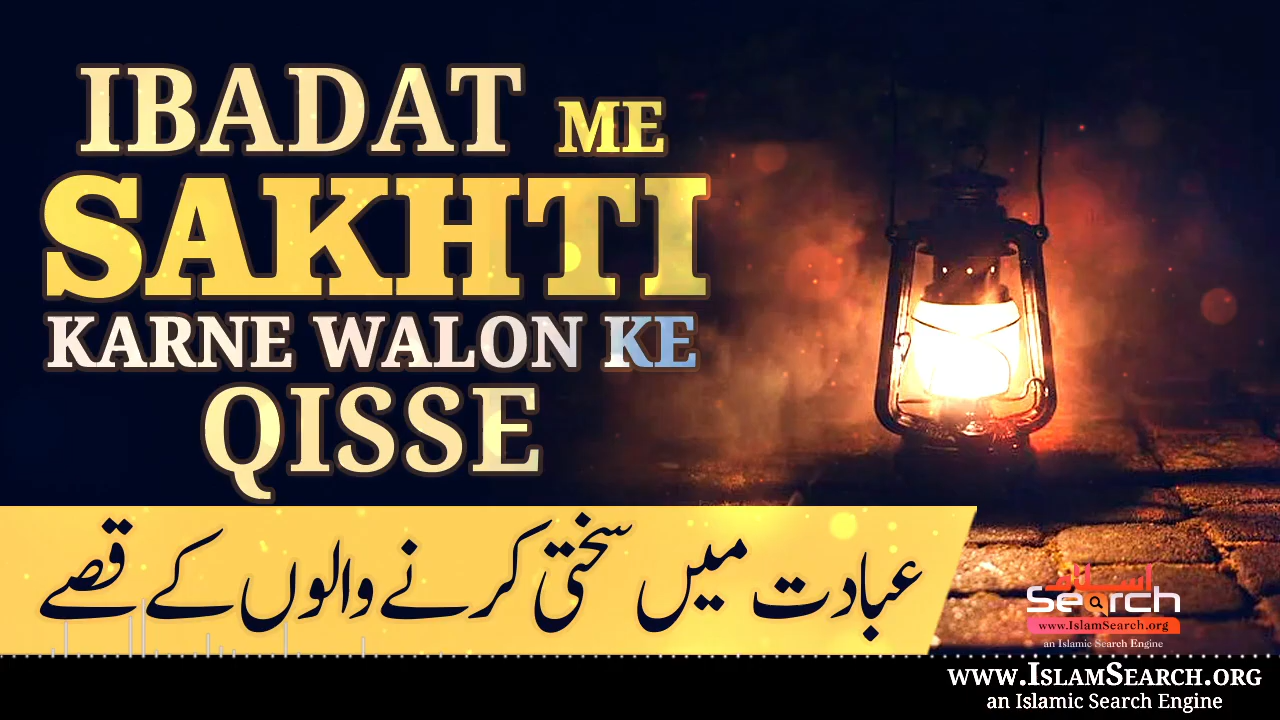 IBADAT ME
SAKHTI
KARNE WALON KE
QISSE
عبادت میں سختی کرنے والوں کے قصے
اسلام
Search
www.IslamSearch.org
an Islamic Search Engine
www.IslamSearch.org
an Islamic Search Engine